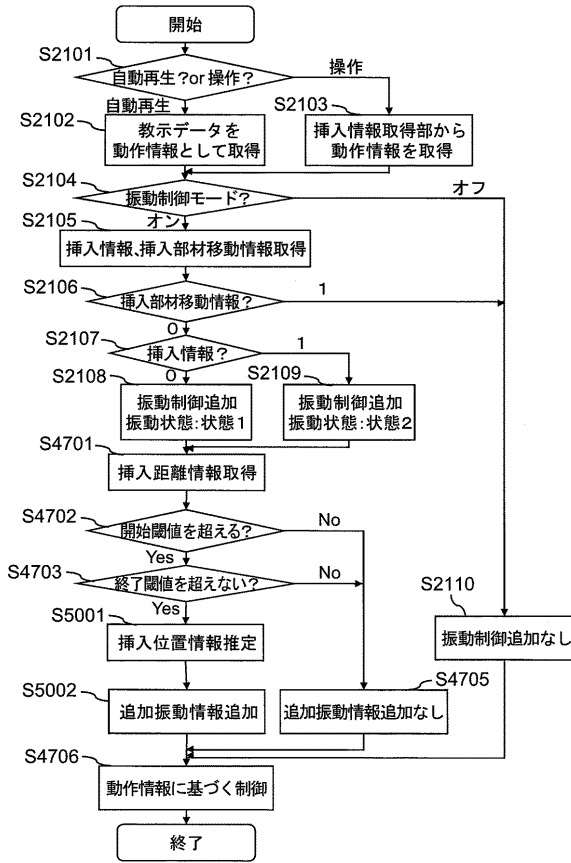 開始
S2101
自動再生?or 操作?
操作
自動再生
S2102
教示データを
動作情報として取得
S2103
挿入情報取得部から
動作情報を取得
S2104
振動制御モード?
オフ
オン
S2105
挿入情報、挿入部材移動情報取得
S2106
挿入部材移動情報?
1
0
S2107
挿入情報?
1
0
S2108
振動制御追加
振動状態:状態1
S2109
振動制御追加
振動状態:状態2
S4701
挿入距離情報取得
S4702
開始閾値を超える?
No
Yes
S4703
終了閾値を超えない?
No
Yes
S2110
振動制御追加なし
S5001
挿入位置情報推定
S5002
追加振動情報追加
S4705
追加振動情報追加なし
S4706
動作情報に基づく制御
終了